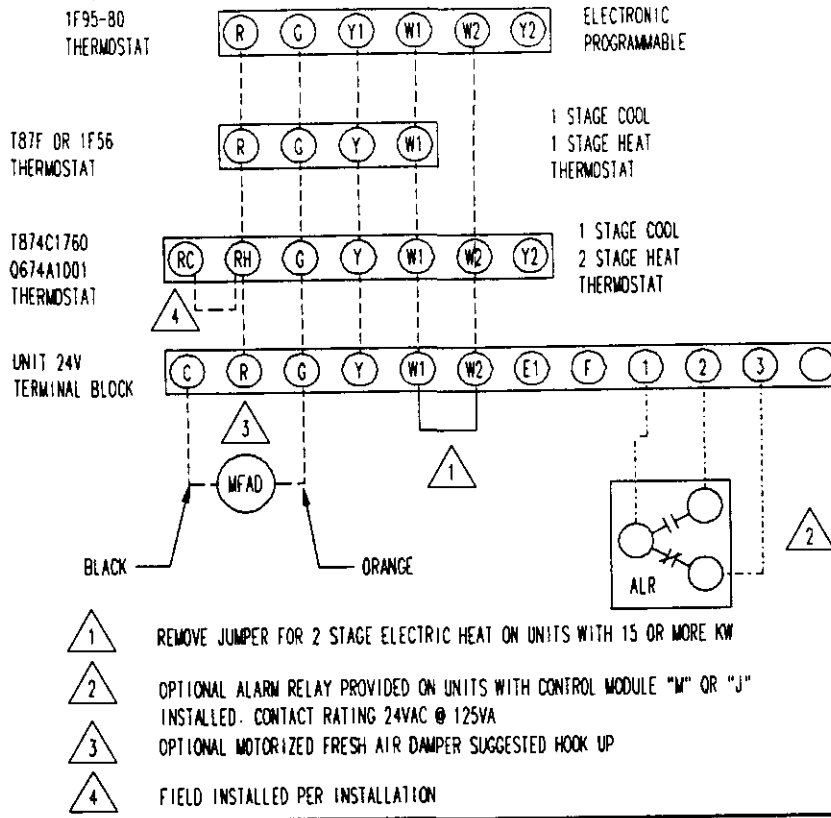 1F95-80
THERMOSTAT
R G Y1 W1 W2 Y2
ELECTRONIC
PROGRAMMABLE
T87F OR 1F56
THERMOSTAT
R G Y W1
1 STAGE COOL
1 STAGE HEAT
THERMOSTAT
T874C1760
Q674A1001
THERMOSTAT
RC RH G Y W1 W2 Y2
1 STAGE COOL
2 STAGE HEAT
THERMOSTAT
4
UNIT 24V
TERMINAL BLOCK
C R G Y W1 W2 E1 F 1 2 3
3
MFAD
1
2
BLACK
ORANGE
ALR
1 REMOVE JUMPER FOR 2 STAGE ELECTRIC HEAT ON UNITS WITH 15 OR MORE KW
2 OPTIONAL ALARM RELAY PROVIDED ON UNITS WITH CONTROL MODULE "M" OR "J"
INSTALLED. CONTACT RATING 24VAC @ 125VA
3 OPTIONAL MOTORIZED FRESH AIR DAMPER SUGGESTED HOOK UP
4 FIELD INSTALLED PER INSTALLATION